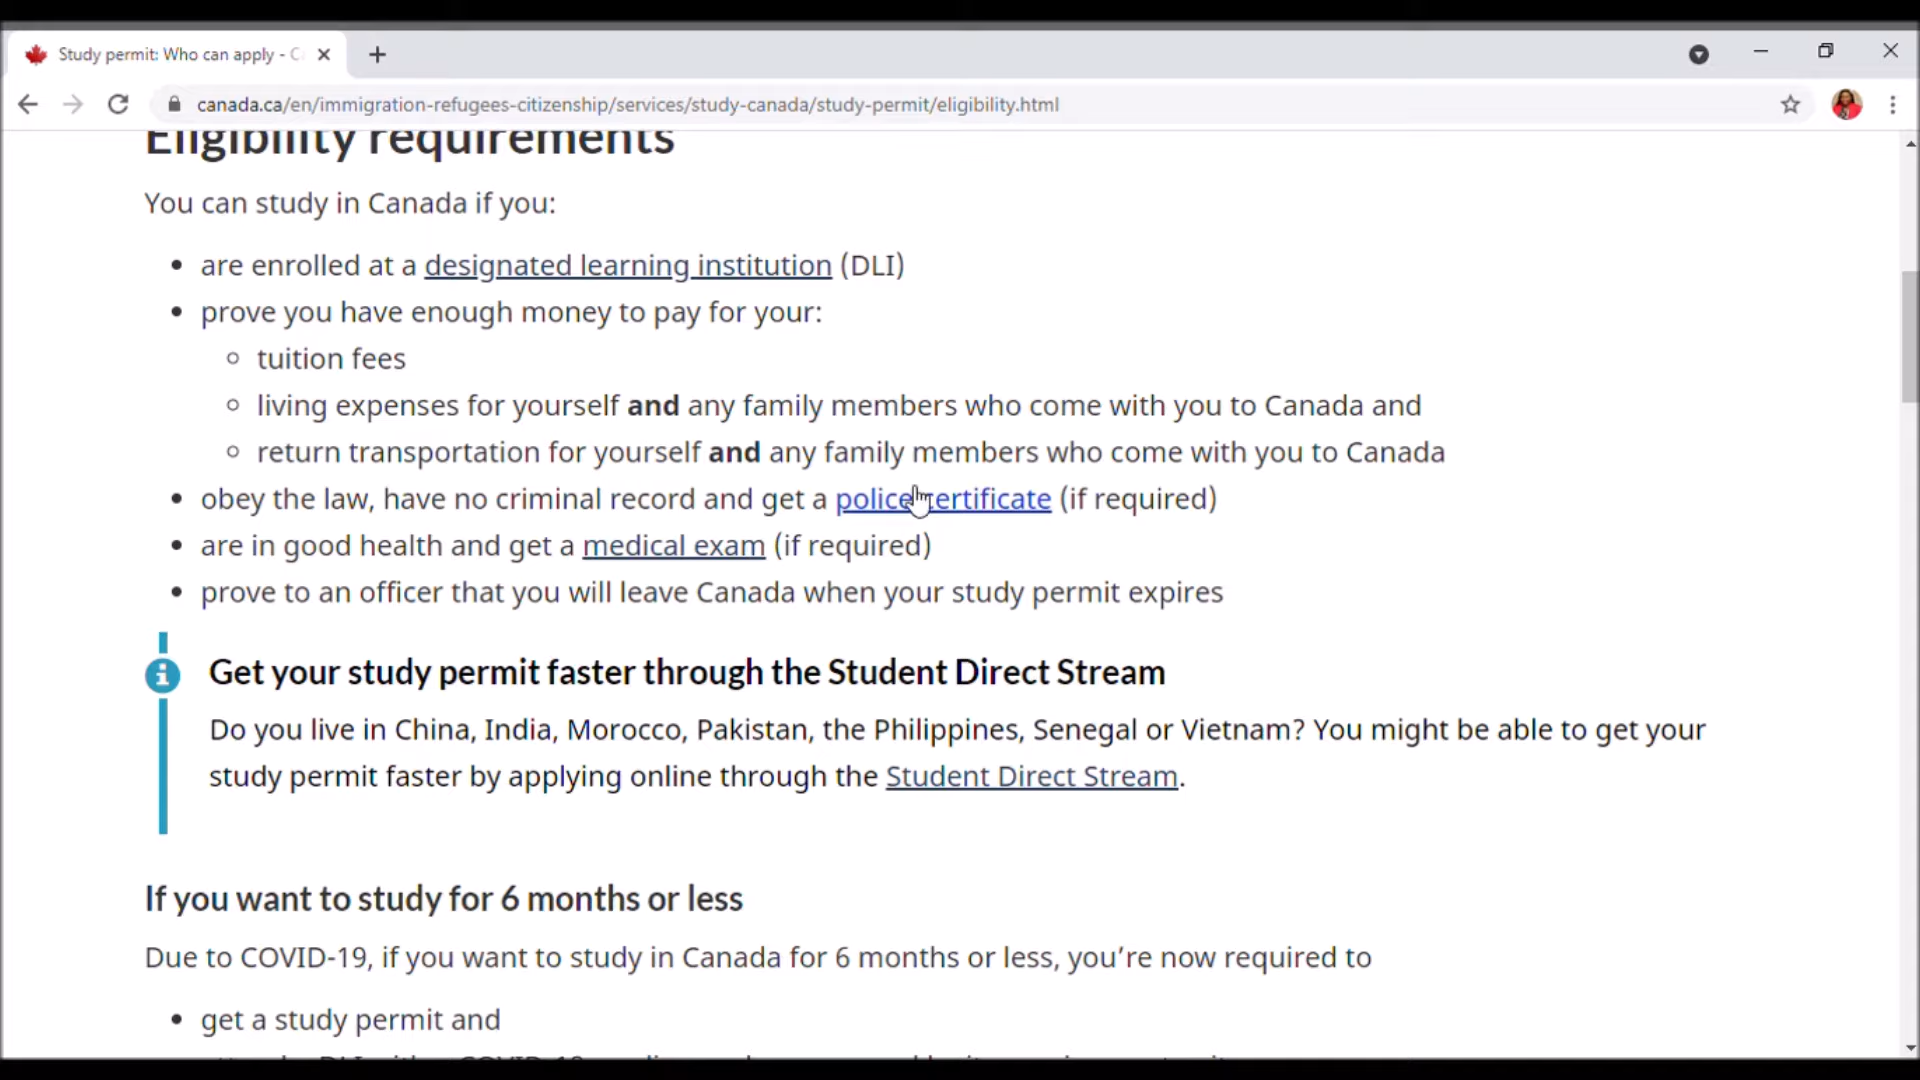 Study permit: Who can apply - C
canada.ca/en/immigration-refugees-citizenship/services/study-canada/study-permit/eligibility.html
Eligibility requirements
You can study in Canada if you:
are enrolled at a designated learning institution (DLI)
prove you have enough money to pay for your:
tuition fees
living expenses for yourself and any family members who come with you to Canada and
return transportation for yourself and any family members who come with you to Canada
obey the law, have no criminal record and get a police certificate (if required)
are in good health and get a medical exam (if required)
prove to an officer that you will leave Canada when your study permit expires
Get your study permit faster through the Student Direct Stream
Do you live in China, India, Morocco, Pakistan, the Philippines, Senegal or Vietnam? You might be able to get your
study permit faster by applying online through the Student Direct Stream.
If you want to study for 6 months or less
Due to COVID-19, if you want to study in Canada for 6 months or less, you’re now required to
get a study permit and